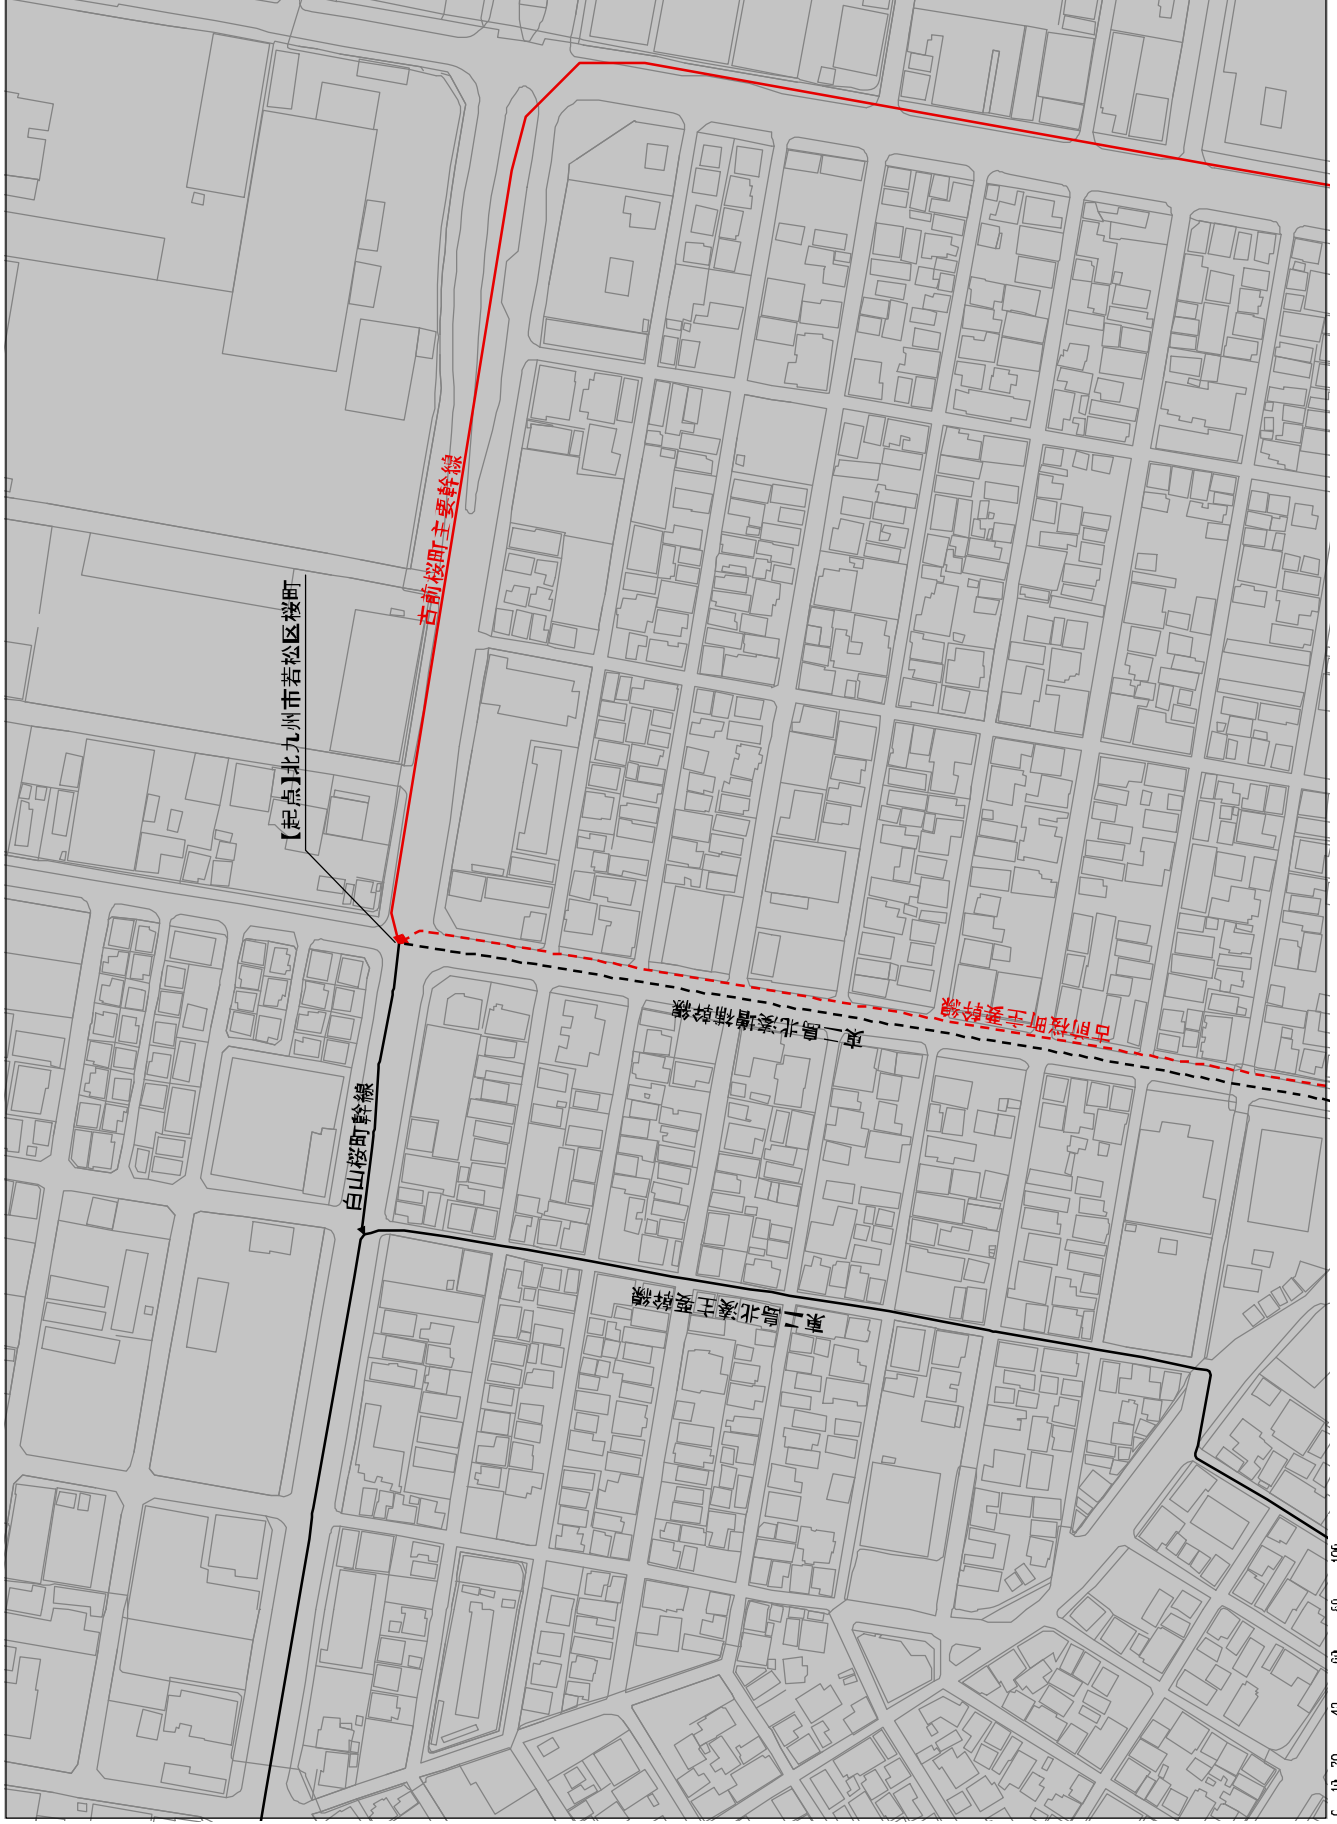 【起点】北九州市若松区桜町
古前桜町主要幹線
白山桜町幹線
東二島北湊増補幹線
古前桜町主要幹線
東二島北湊主要幹線